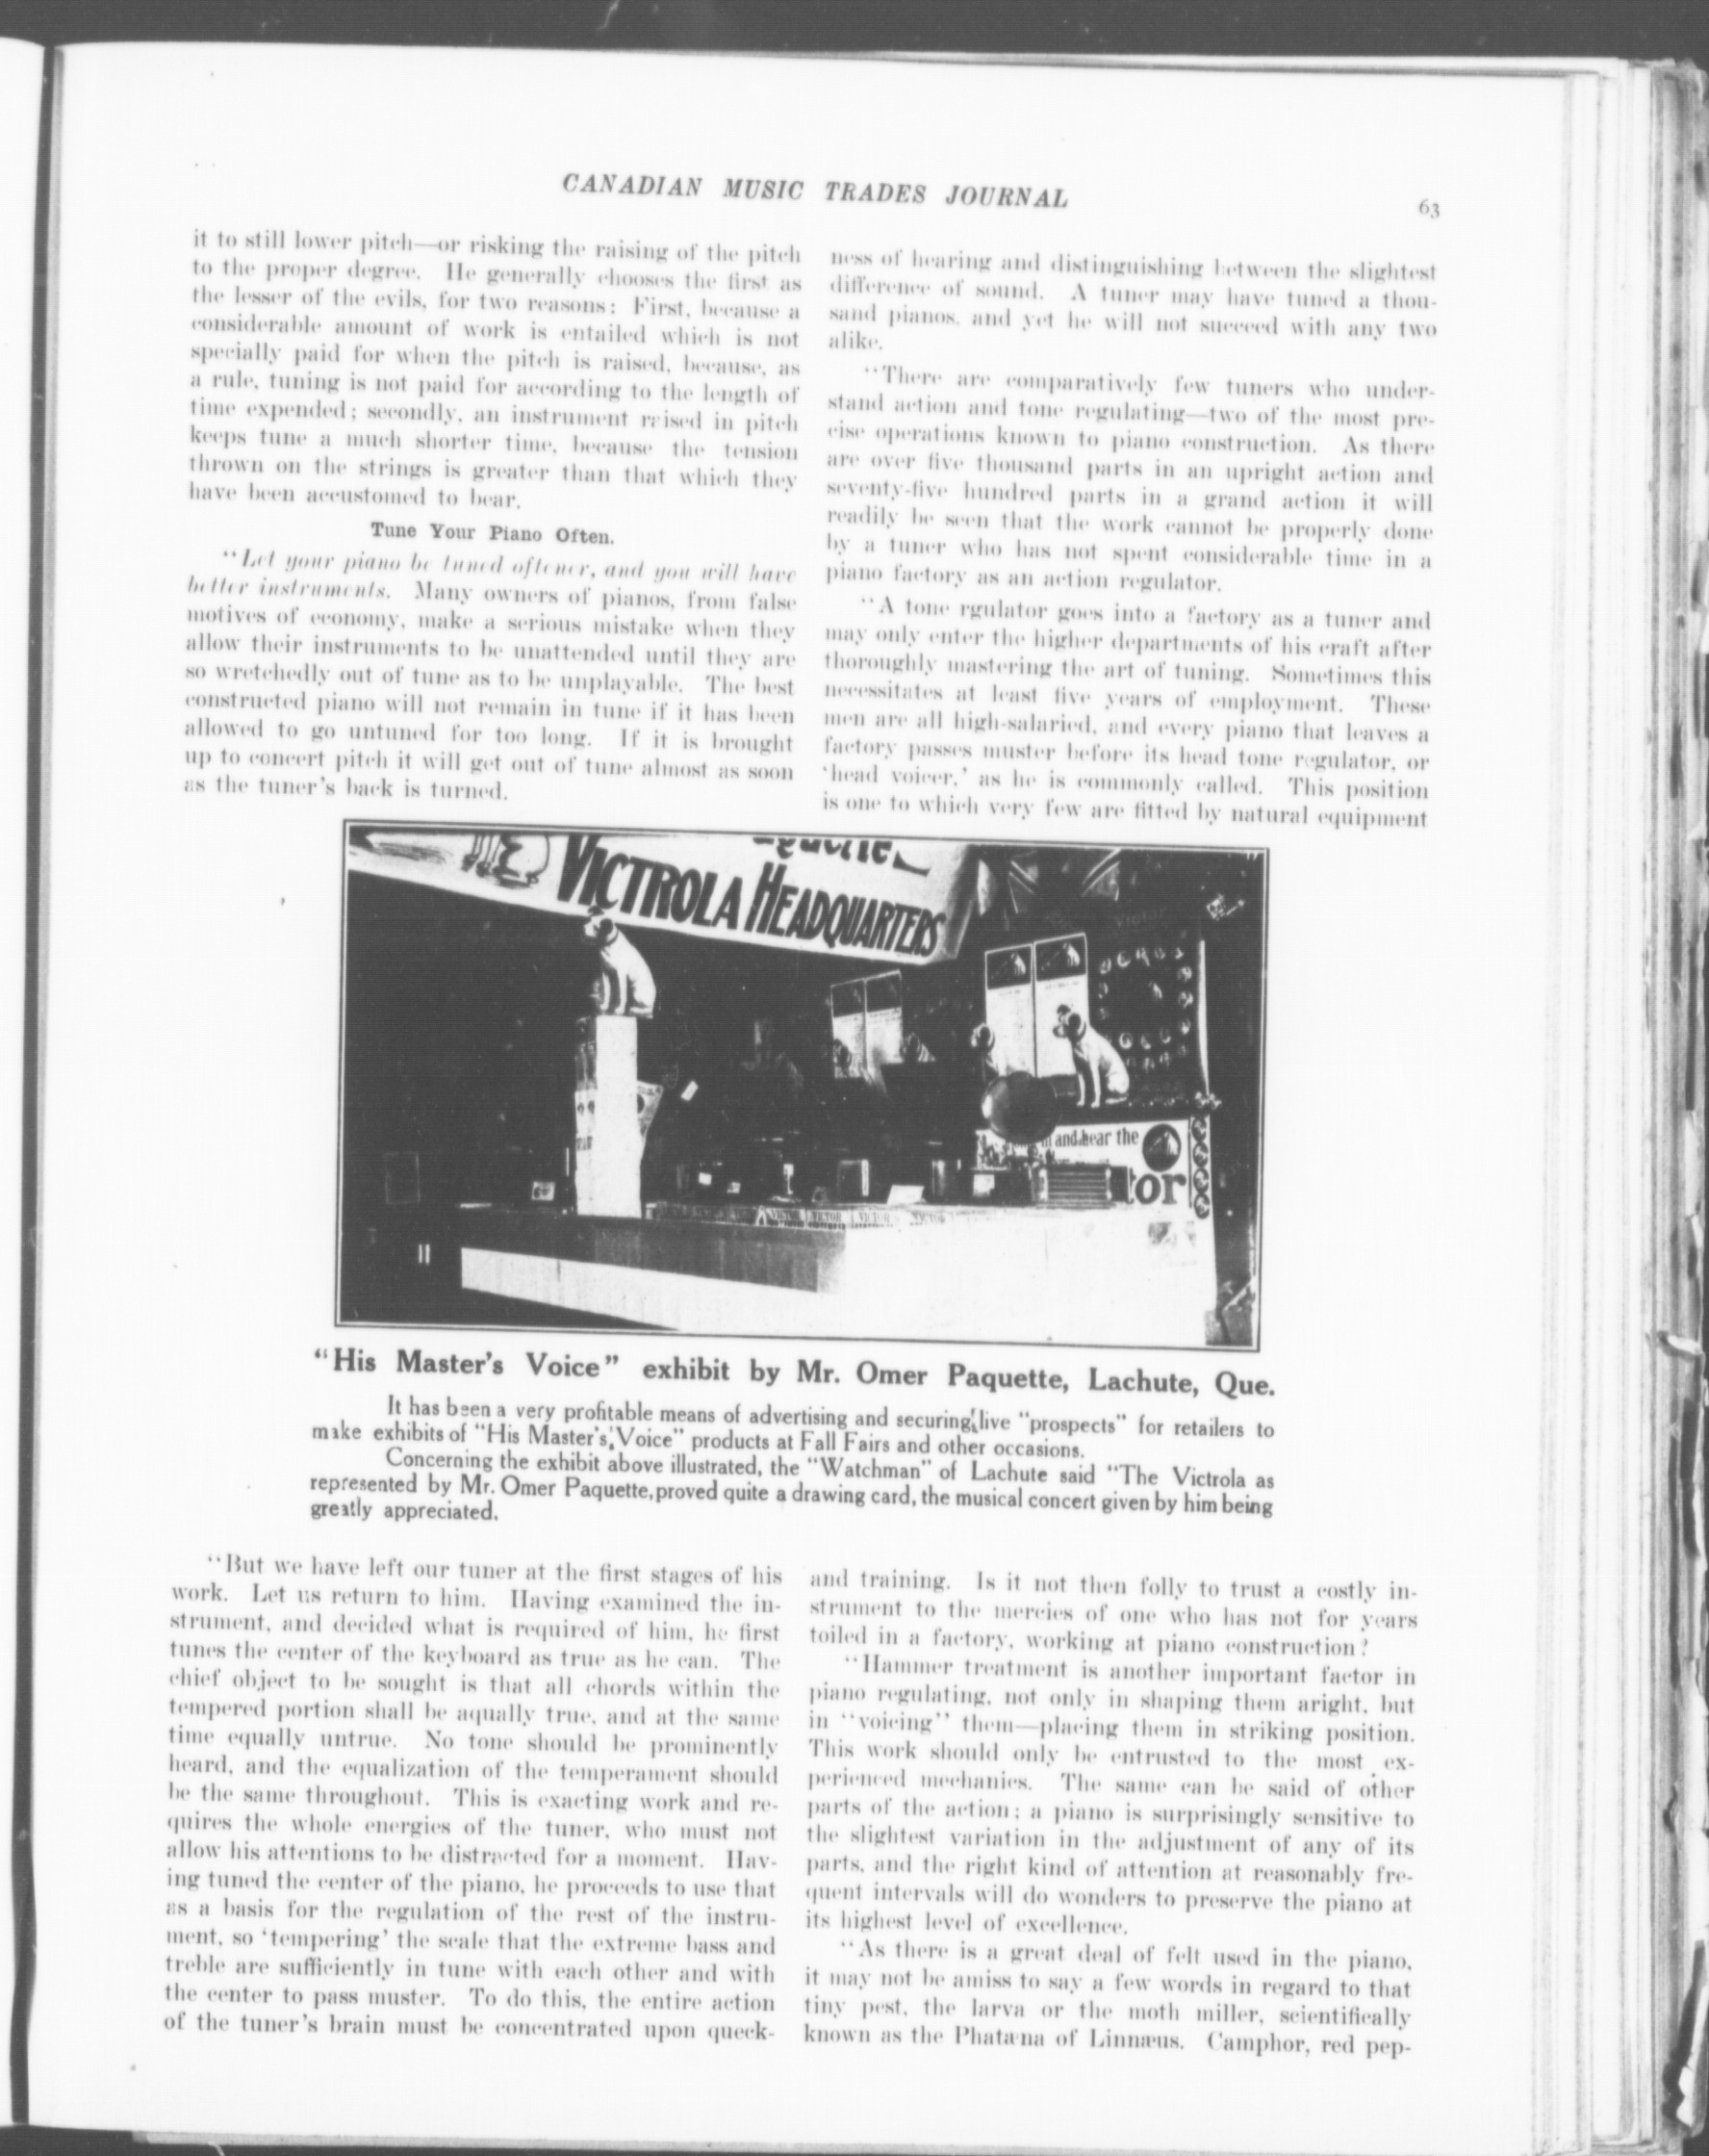 CANADIAN MUSIC TRADES JOURNAL
63
it to still lower pitch—or risking the raising of the pitch
to the proper degree. He generally chooses the first as
the lesser of the evils, for two reasons: First, because a
considerable amount of work is entailed which is not
specially paid for when the pitch is raised, because, as
a rule, tuning is not paid for according to the length of
time expended; secondly, an instrument raised in pitch
keeps tune a much shorter time, because the tension
thrown on the strings is greater than that which they
have been accustomed to bear.
Tune Your Piano Often.
"Let your piano be tuned oftener, and you will have
better instruments. Many owners of pianos, from false
motives of economy, make a serious mistake when they
allow their instruments to be unattended until they are
so wretchedly out of tune as to be unplayable. The best
constructed piano will not remain in tune if it has been
allowed to go untuned for too long. If it is brought
up to concert pitch it will get out of tune almost as soon
as the tuner's back is turned.
ness of hearing and distinguishing between the slightest
difference of sound. A tuner may have tuned a thou-
sand pianos, and yet he will not succeed with any two
alike.
"There are comparatively few tuners who under-
stand action and tone regulating—two of the most pre-
cise operations known to piano construction. As there
are over five thousand parts in an upright action and
seventy-five hundred parts in a grand action it will
readily be seen that the work cannot be properly done
by a tuner who has not spent considerable time in a
piano factory as an action regulator.
"A tone rgulator goes into a factory as a tuner and
may only enter the higher departments of his craft after
thoroughly mastering the art of tuning. Sometimes this
necessitates at least five years of employment. These
men are all high-salaried, and every piano that leaves a
factory passes muster before its head tone regulator, or
'head voicer,' as he is commonly called. This position
is one to which very few are fitted by natural equipment
VICTROLA HEADQUARTERS
Victor
and hear the
tor
VICTOR VICTOR VICTOR VICTOR
"His Master's Voice" exhibit by Mr. Omer Paquette, Lachute, Que.
It has been a very profitable means of advertising and securing live "prospects" for retailers to
make exhibits of "His Master's Voice" products at Fall Fairs and other occasions.
Concerning the exhibit above illustrated, the "Watchman" of Lachute said "The Victrola as
represented by Mr. Omer Paquette, proved quite a drawing card, the musical concert given by him being
greatly appreciated.
"But we have left our tuner at the first stages of his
work. Let us return to him. Having examined the in-
strument, and decided what is required of him, he first
tunes the center of the keyboard as true as he can. The
chief object to be sought is that all chords within the
tempered portion shall be aqually true, and at the same
time equally untrue. No tone should be prominently
heard, and the equalization of the temperament should
be the same throughout. This is exacting work and re-
quires the whole energies of the tuner, who must not
allow his attentions to be distracted for a moment. Hav-
ing tuned the center of the piano, he proceeds to use that
as a basis for the regulation of the rest of the instru-
ment, so 'tempering' the scale that the extreme bass and
treble are sufficiently in tune with each other and with
the center to pass muster. To do this, the entire action
of the tuner's brain must be concentrated upon queck-
and training. Is it not then folly to trust a costly in-
strument to the mercies of one who has not for years
toiled in a factory, working at piano construction?
"Hammer treatment is another important factor in
piano regulating, not only in shaping them aright, but
in "voicing" them—placing them in striking position.
This work should only be entrusted to the most ex-
perienced mechanics. The same can be said of other
parts of the action; a piano is surprisingly sensitive to
the slightest variation in the adjustment of any of its
parts, and the right kind of attention at reasonably fre-
quent intervals will do wonders to preserve the piano at
its highest level of excellence.
"As there is a great deal of felt used in the piano,
it may not be amiss to say a few words in regard to that
tiny pest, the larva or the moth miller, scientifically
known as the Phatæna of Linnæus. Camphor, red pep-